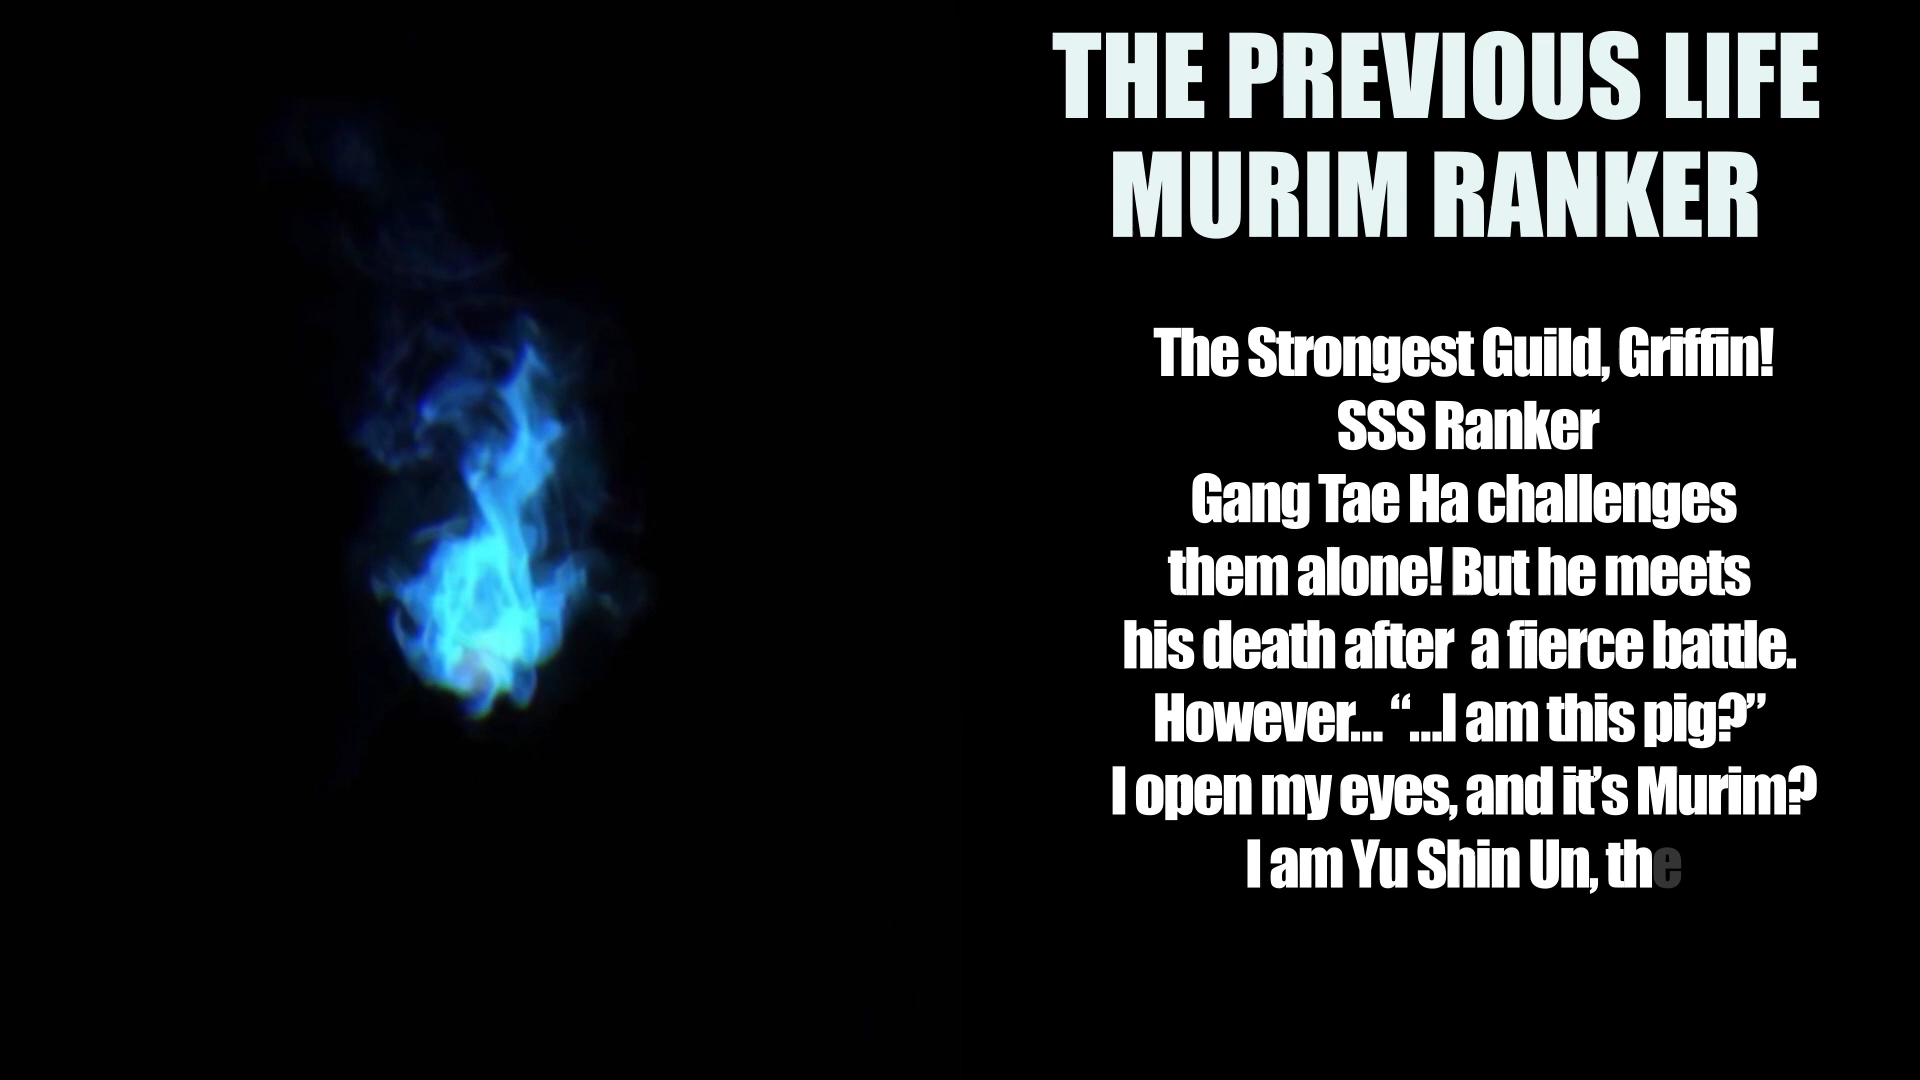 THE PREVIOUS LIFE
MURIM RANKER
The Strongest Guild, Griffin!
SSS Ranker
Gang Tae Ha challenges
them alone! But he meets
his death after  a fierce battle.
However... “...I am this pig?”
I open my eyes, and it’s Murim?
I am Yu Shin Un, the